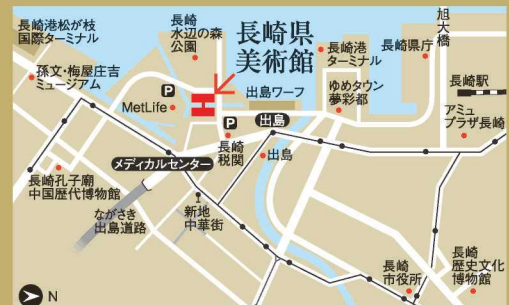 長崎港松が枝
国際ターミナル
孫文・梅屋庄吉
ミュージアム
長崎
水辺の森
公園
長崎県
美術館
長崎港
ターミナル
長崎県庁
旭大橋
長崎駅
P
MetLife
出島ワーフ
ゆめタウン
夢彩都
アミュ
プラザ長崎
P
出島
長崎
税関
出島
メディカルセンター
長崎孔子廟
中国歴代博物館
ながさき
出島道路
新地
中華街
長崎
市役所
長崎
歴史文化
博物館
N